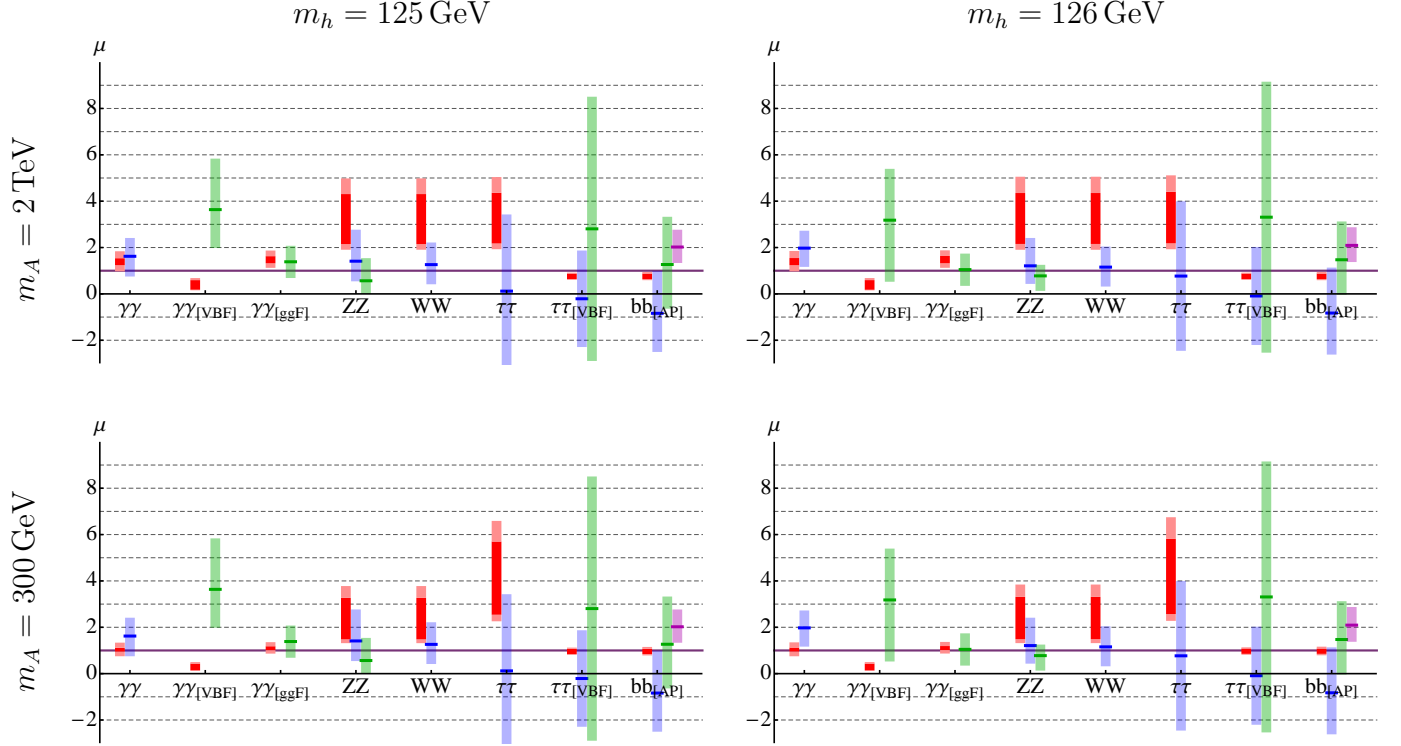 m_h = 125 GeV
m_h = 126 GeV
m_A = 2 TeV
μ
8
6
4
2
0
−2
γγ
γγ[VBF]
γγ[ggF]
ZZ
WW
ττ
ττ[VBF]
bb[AP]
μ
8
6
4
2
0
−2
γγ
γγ[VBF]
γγ[ggF]
ZZ
WW
ττ
ττ[VBF]
bb[AP]
m_A = 300 GeV
μ
8
6
4
2
0
−2
γγ
γγ[VBF]
γγ[ggF]
ZZ
WW
ττ
ττ[VBF]
bb[AP]
μ
8
6
4
2
0
−2
γγ
γγ[VBF]
γγ[ggF]
ZZ
WW
ττ
ττ[VBF]
bb[AP]